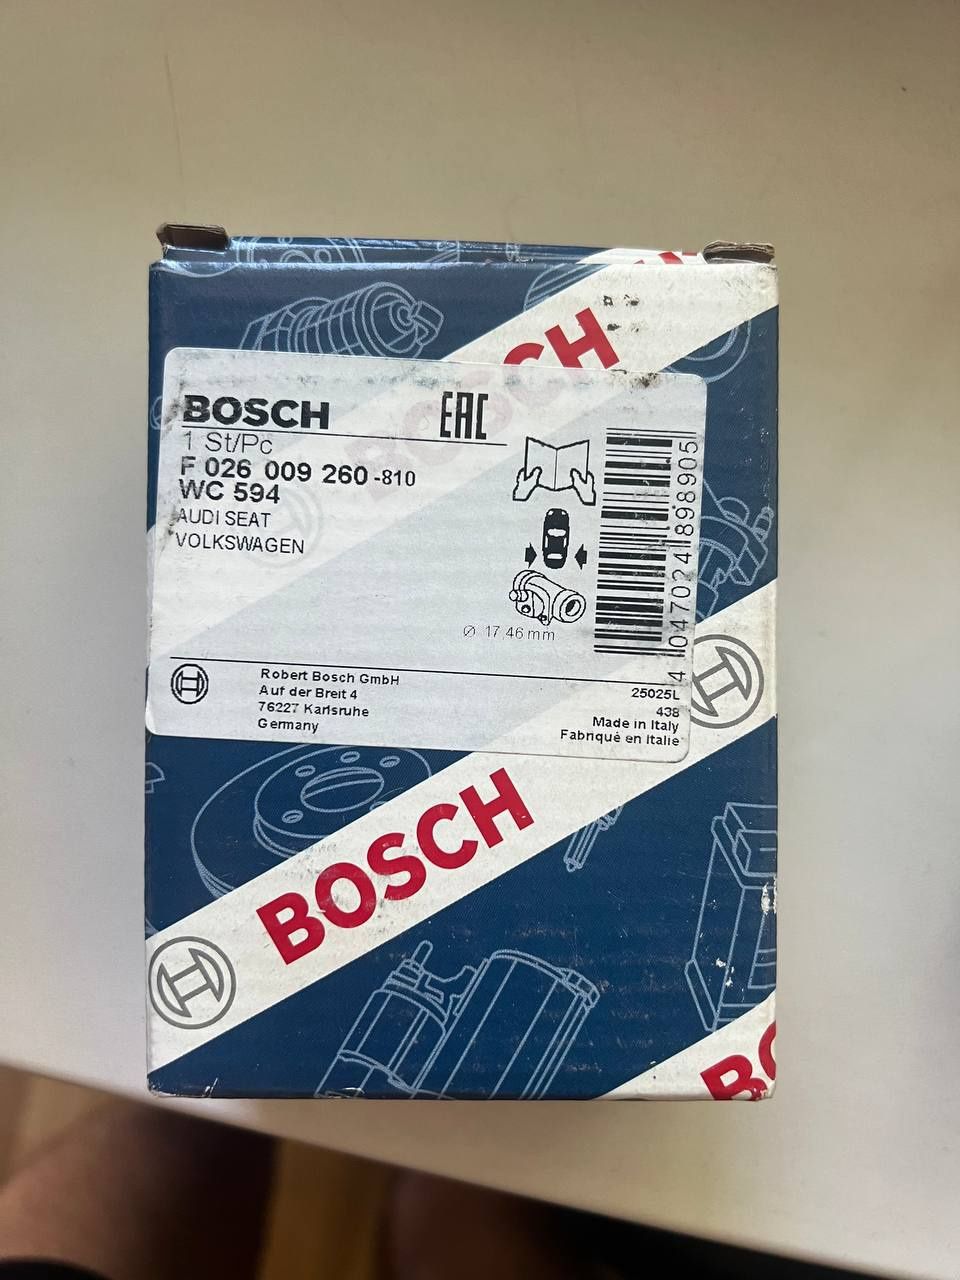 BOSCH
BOSCH
EAC
1 St/Pc
F 026 009 260-810
WC 594
AUDI SEAT
VOLKSWAGEN
Ø 17,46 mm
4 047024 898905
Robert Bosch GmbH
Auf der Breit 4
76227 Karlsruhe
Germany
25025L
438
Made in Italy
Fabriqué en Italie
BOSCH
BO